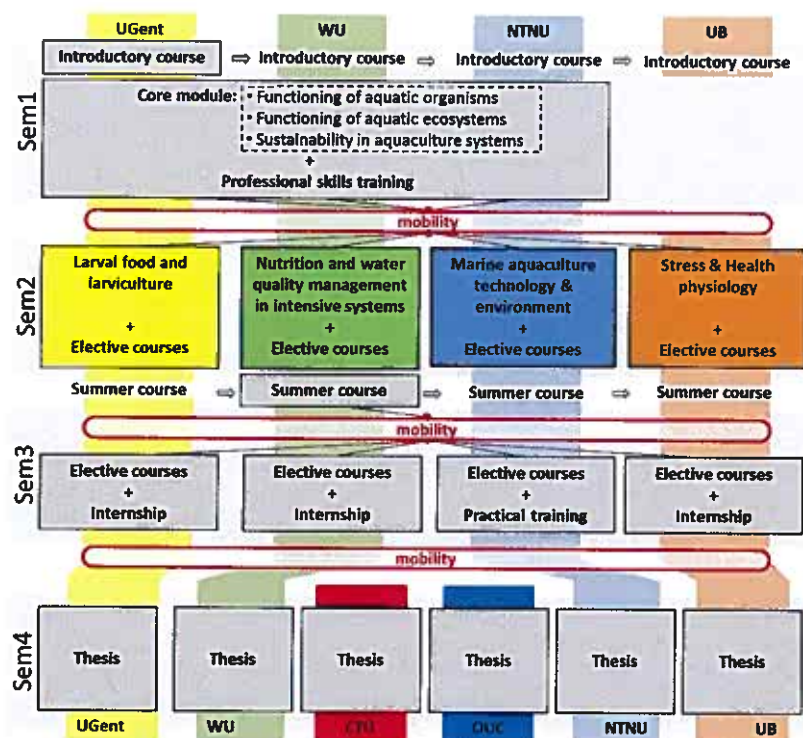 UGent WU NTNU UB
Introductory course ⇨ Introductory course ⇨ Introductory course ⇨ Introductory course
Sem1
Core module: • Functioning of aquatic organisms
• Functioning of aquatic ecosystems
• Sustainability in aquaculture systems
+
Professional skills training
mobility
Sem2
Larval food and
larviculture
+
Elective courses
Nutrition and water
quality management
in intensive systems
+
Elective courses
Marine aquaculture
technology &
environment
+
Elective courses
Stress & Health
physiology
+
Elective courses
Summer course ⇨ Summer course ⇨ Summer course ⇨ Summer course
mobility
Sem3
Elective courses
+
Internship
Elective courses
+
Internship
Elective courses
+
Practical training
Elective courses
+
Internship
mobility
Sem4
Thesis Thesis Thesis Thesis Thesis Thesis
UGent WU CTU OUC NTNU UB